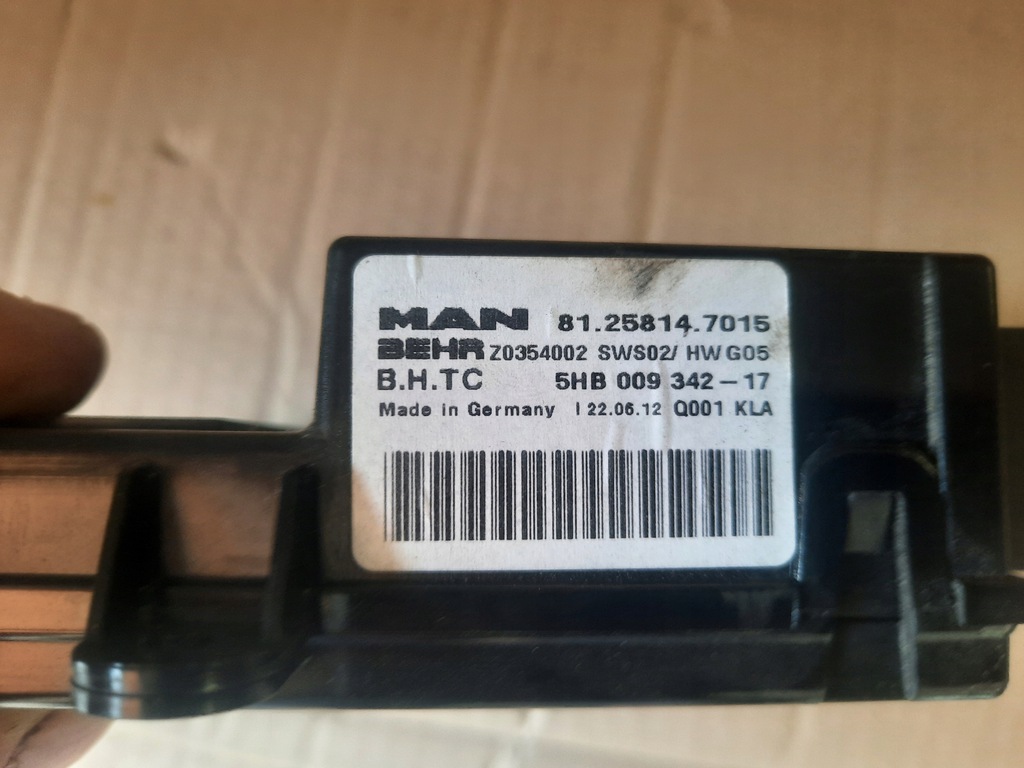 MAN 81.25814.7015
BEHR Z0354002 SWS02/ HW G05
B.H.TC 5HB 009 342-17
Made in Germany I 22.06.12 Q001 KLA